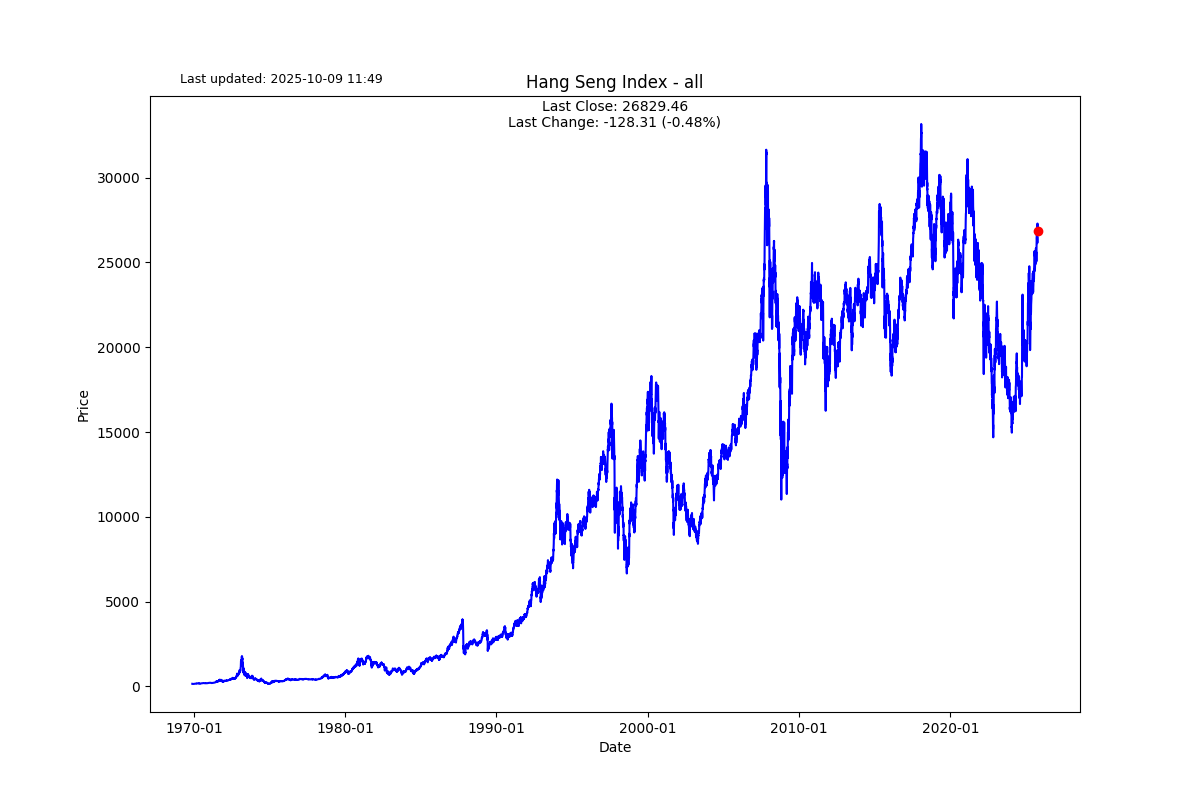 Last updated: 2025-10-09 11:49
Hang Seng Index - all
Last Close: 26829.46
Last Change: -128.31 (-0.48%)
30000
25000
20000
15000
10000
5000
0
Price
1970-01
1980-01
1990-01
2000-01
2010-01
2020-01
Date